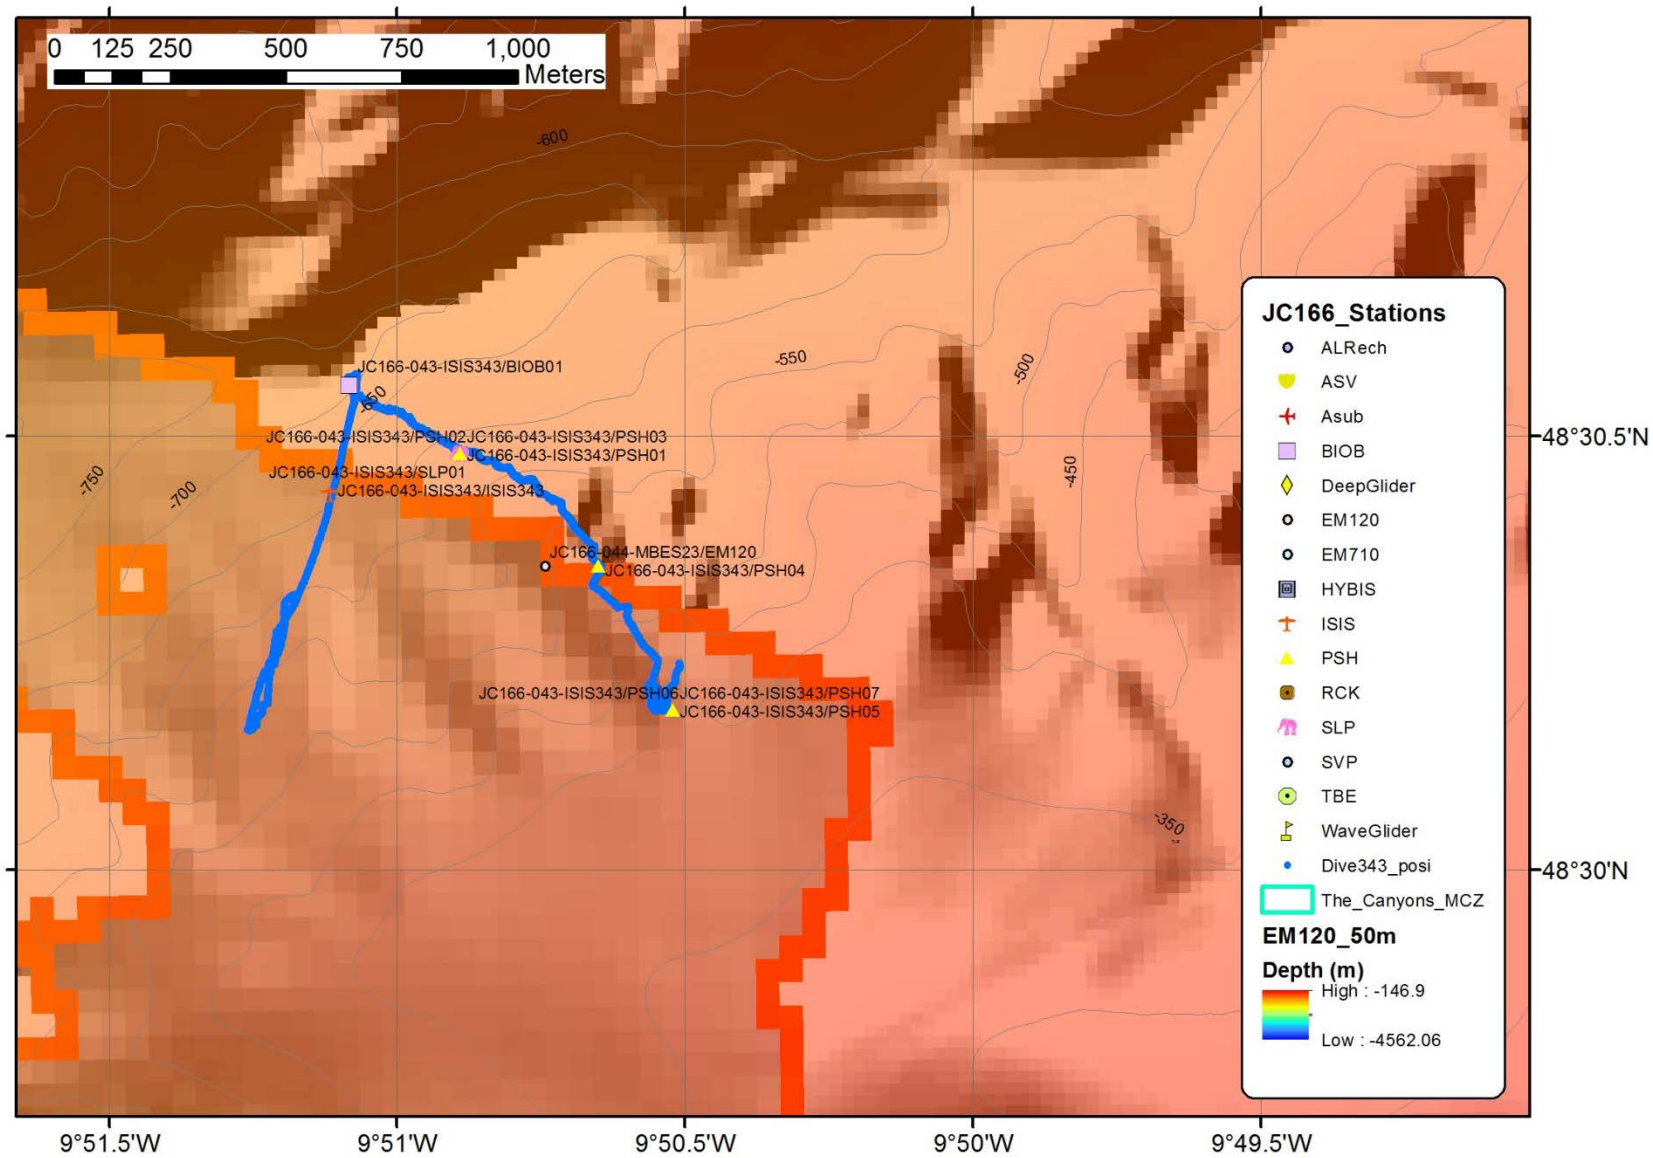 0 125 250 500 750 1,000
Meters
-600
-550
-500
-450
-350
-650
-700
-750
JC166-043-ISIS343/BIOB01
JC166-043-ISIS343/PSH02JC166-043-ISIS343/PSH03
JC166-043-ISIS343/PSH01
JC166-043-ISIS343/SLP01
JC166-043-ISIS343/ISIS343
JC166-044-MBES23/EM120
JC166-043-ISIS343/PSH04
JC166-043-ISIS343/PSH06JC166-043-ISIS343/PSH07
JC166-043-ISIS343/PSH05
JC166_Stations
ALRech
ASV
Asub
BIOB
DeepGlider
EM120
EM710
HYBIS
ISIS
PSH
RCK
SLP
SVP
TBE
WaveGlider
Dive343_posi
The_Canyons_MCZ
EM120_50m
Depth (m)
High : -146.9
Low : -4562.06
48°30.5'N
48°30'N
9°51.5'W 9°51'W 9°50.5'W 9°50'W 9°49.5'W